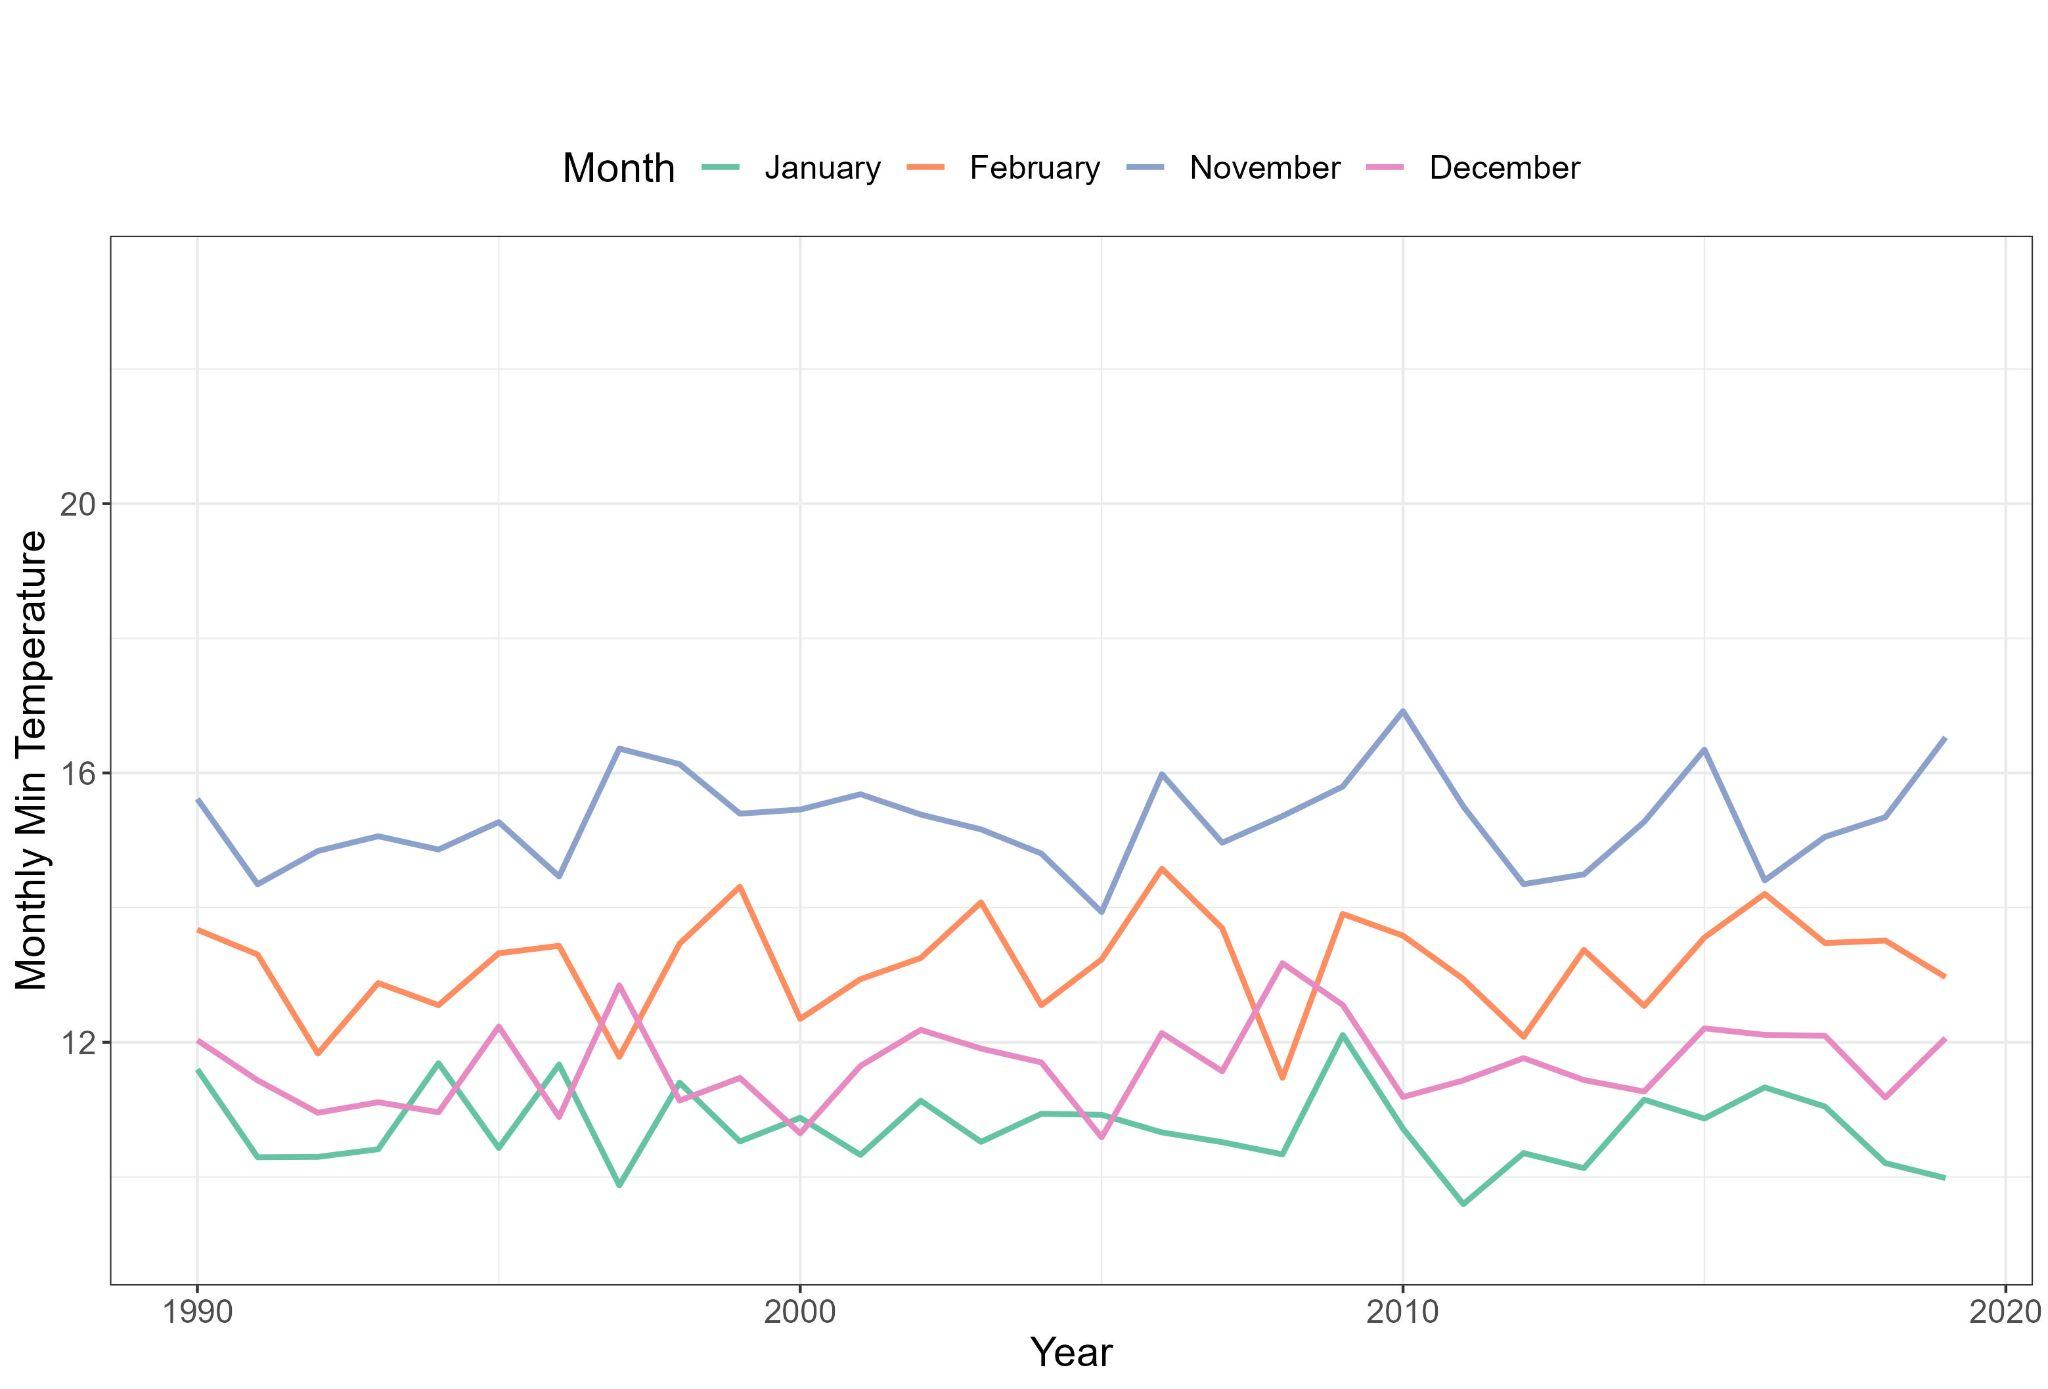 Month January February November December
Monthly Min Temperature
20
16
12
1990 2000 2010 2020
Year